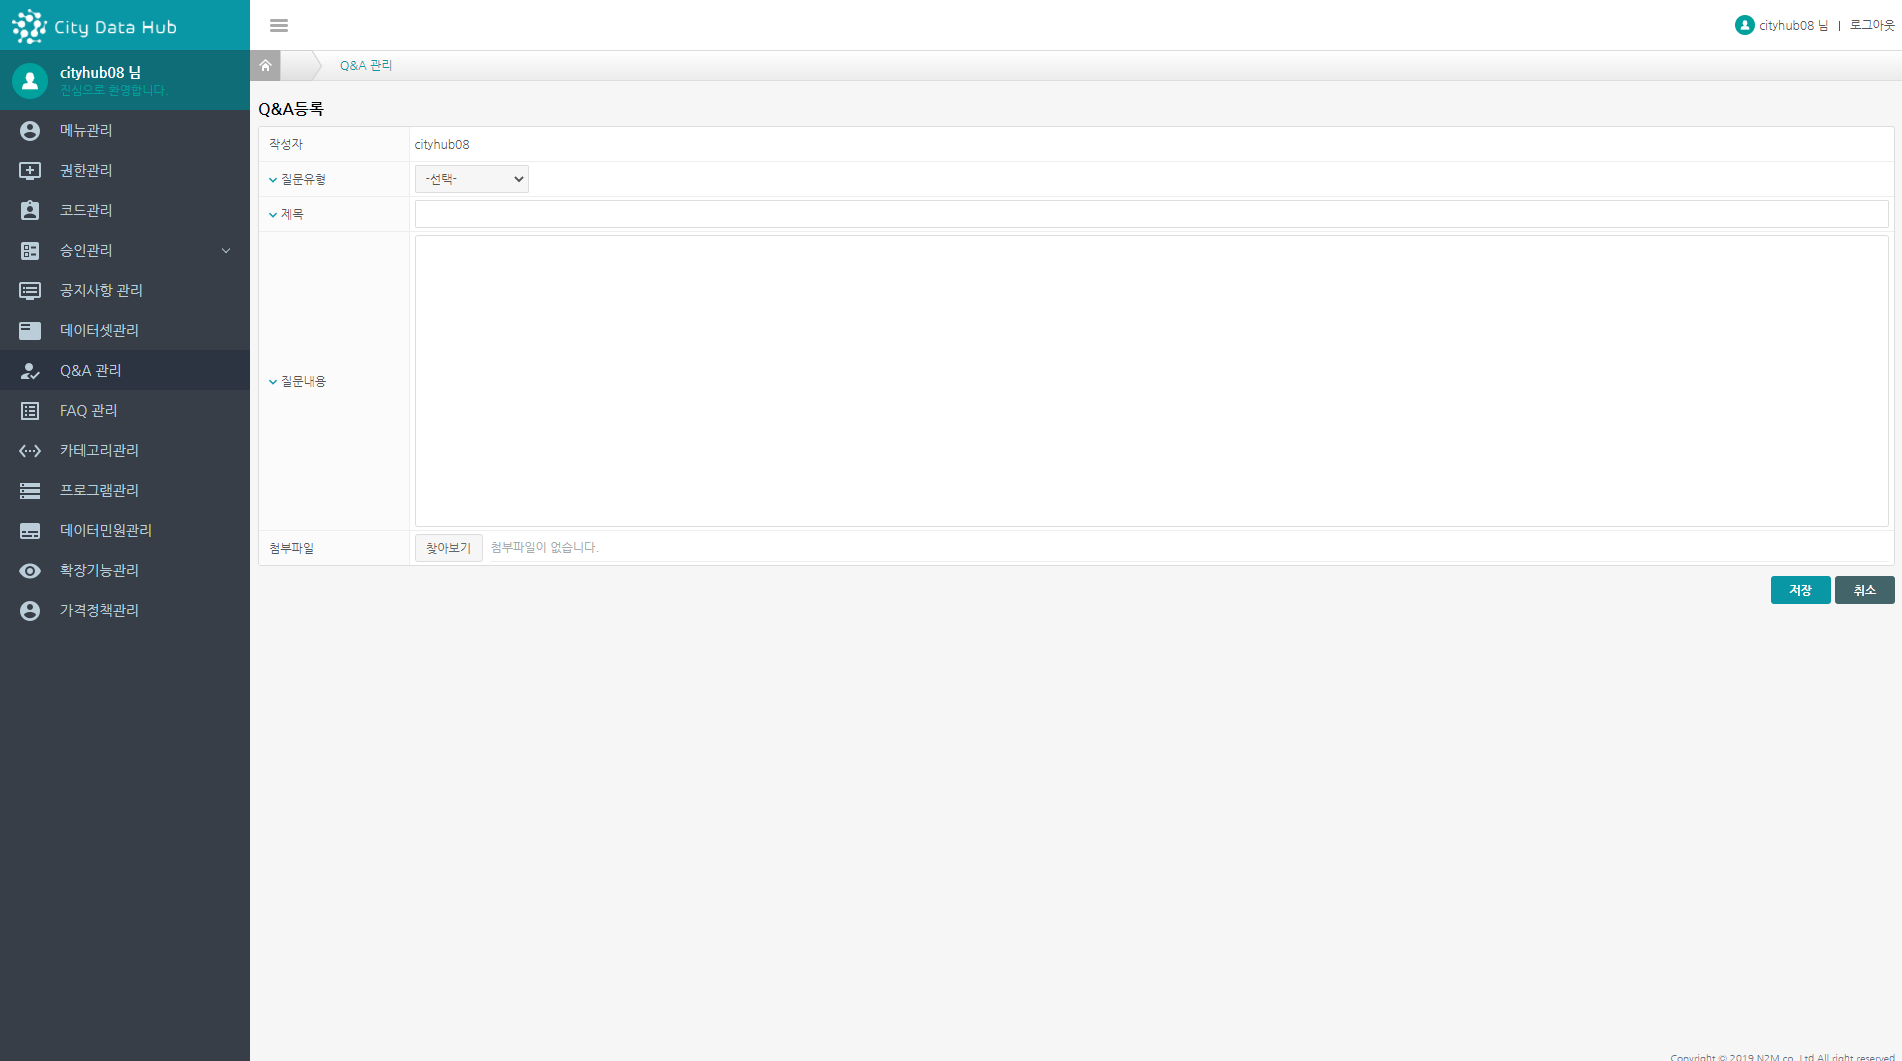 City Data Hub
cityhub08 님 | 로그아웃
cityhub08 님
진심으로 환영합니다.
Q&A 관리
메뉴관리
권한관리
코드관리
승인관리
공지사항 관리
데이터셋관리
Q&A 관리
FAQ 관리
카테고리관리
프로그램관리
데이터민원관리
확장기능관리
가격정책관리
Q&A등록
작성자 cityhub08
질문유형 -선택-
제목
질문내용
첨부파일 찾아보기 첨부파일이 없습니다.
저장 취소
Copyright © 2019 N2M co. Ltd All right reserved